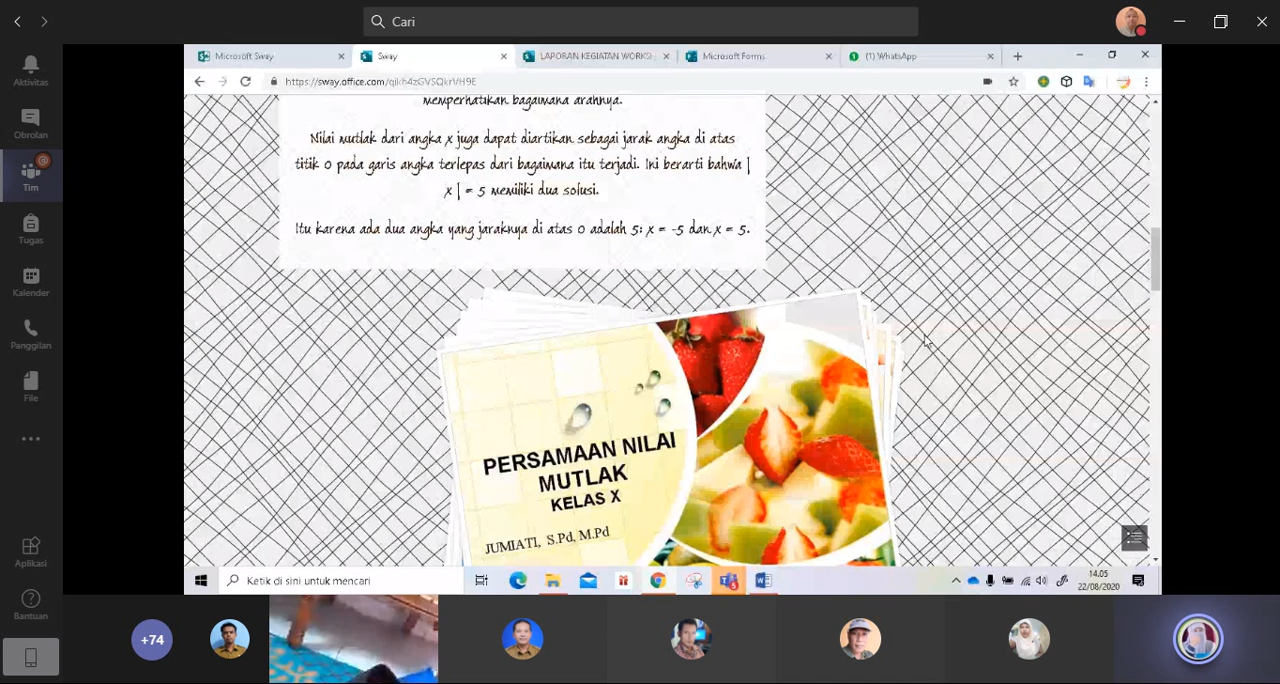 Cari
Aktivitas
Obrolan
Tim
Tugas
Kalender
Panggilan
File
Aplikasi
Bantuan
Microsoft Sway
Sway
LAPORAN KEGIATAN WORKSH
Microsoft Forms
(1) WhatsApp
memperhatikan bagaimana arahnya.
Nilai mutlak dari angka x juga dapat diartikan sebagai jarak angka di atas
titik 0 pada garis angka terlepas dari bagaimana itu terjadi. Ini berarti bahwa |
x | = 5 memiliki dua solusi.
Itu karena ada dua angka yang jaraknya di atas 0 adalah 5: x = -5 dan x = 5.
PERSAMAAN NILAI
MUTLAK
KELAS X
JUMIATI, S.Pd, M.Pd
Ketik di sini untuk mencari
14.05
22/08/2020
+74